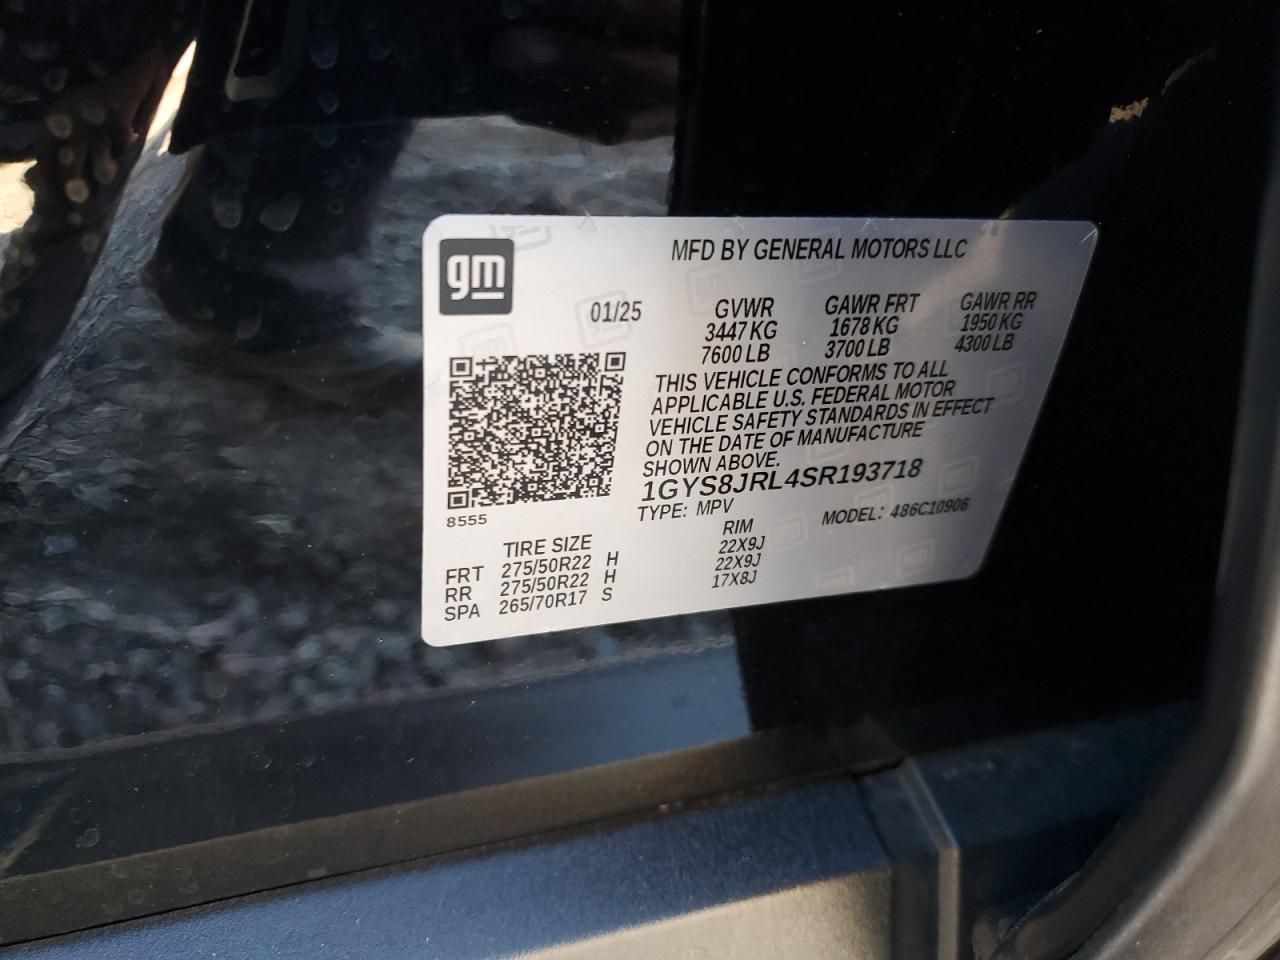 gm
MFD BY GENERAL MOTORS LLC
01/25 GVWR GAWR FRT GAWR RR
3447 KG 1678 KG 1950 KG
7600 LB 3700 LB 4300 LB
THIS VEHICLE CONFORMS TO ALL
APPLICABLE U.S. FEDERAL MOTOR
VEHICLE SAFETY STANDARDS IN EFFECT
ON THE DATE OF MANUFACTURE
SHOWN ABOVE.
1GYS8JRL4SR193718
8555
TYPE: MPV MODEL: 486C10906
TIRE SIZE RIM
FRT 275/50R22 H 22X9J
RR 275/50R22 H 22X9J
SPA 265/70R17 S 17X8J